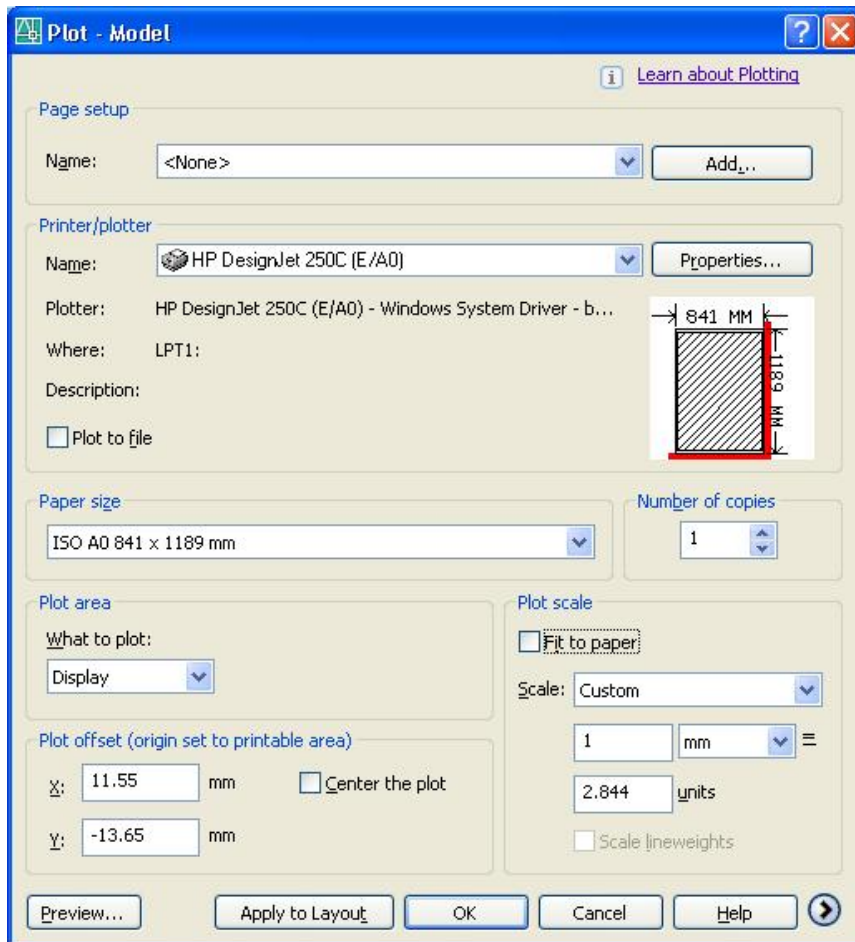 Plot - Model
Learn about Plotting
Page setup
Name: <None> Add...
Printer/plotter
Name: HP DesignJet 250C (E/A0) Properties...
Plotter: HP DesignJet 250C (E/A0) - Windows System Driver - b...
Where: LPT1:
Description:
Plot to file
841 MM
1189 MM
Paper size
ISO A0 841 x 1189 mm
Number of copies
1
Plot area
What to plot:
Display
Plot scale
Fit to paper
Scale: Custom
1 mm =
2.844 units
Scale lineweights
Plot offset (origin set to printable area)
X: 11.55 mm Center the plot
Y: -13.65 mm
Preview... Apply to Layout OK Cancel Help